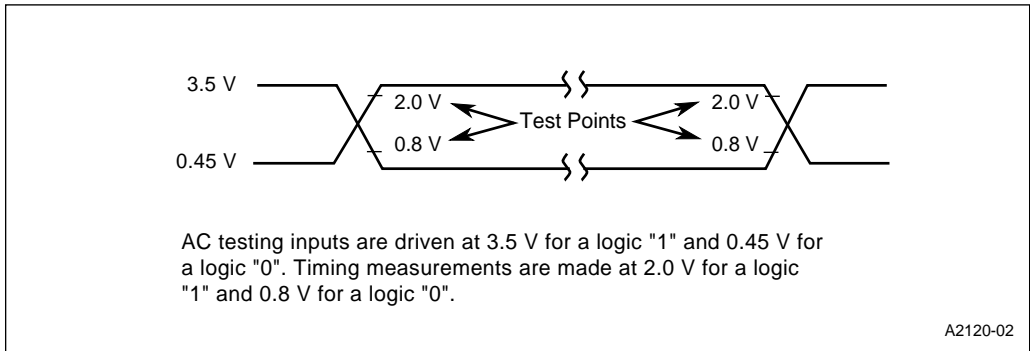 3.5 V
2.0 V
2.0 V
Test Points
0.8 V
0.8 V
0.45 V
AC testing inputs are driven at 3.5 V for a logic "1" and 0.45 V for
a logic "0". Timing measurements are made at 2.0 V for a logic
"1" and 0.8 V for a logic "0".
A2120-02